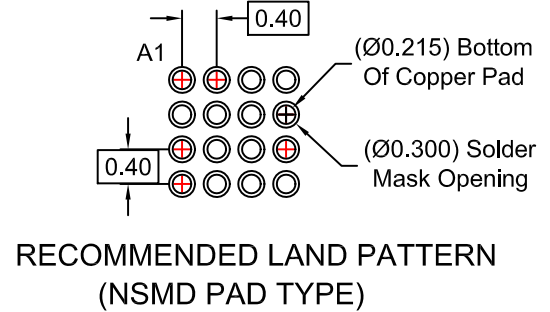 0.40
A1
(Ø0.215) Bottom
Of Copper Pad
(Ø0.300) Solder
Mask Opening
0.40
RECOMMENDED LAND PATTERN
(NSMD PAD TYPE)